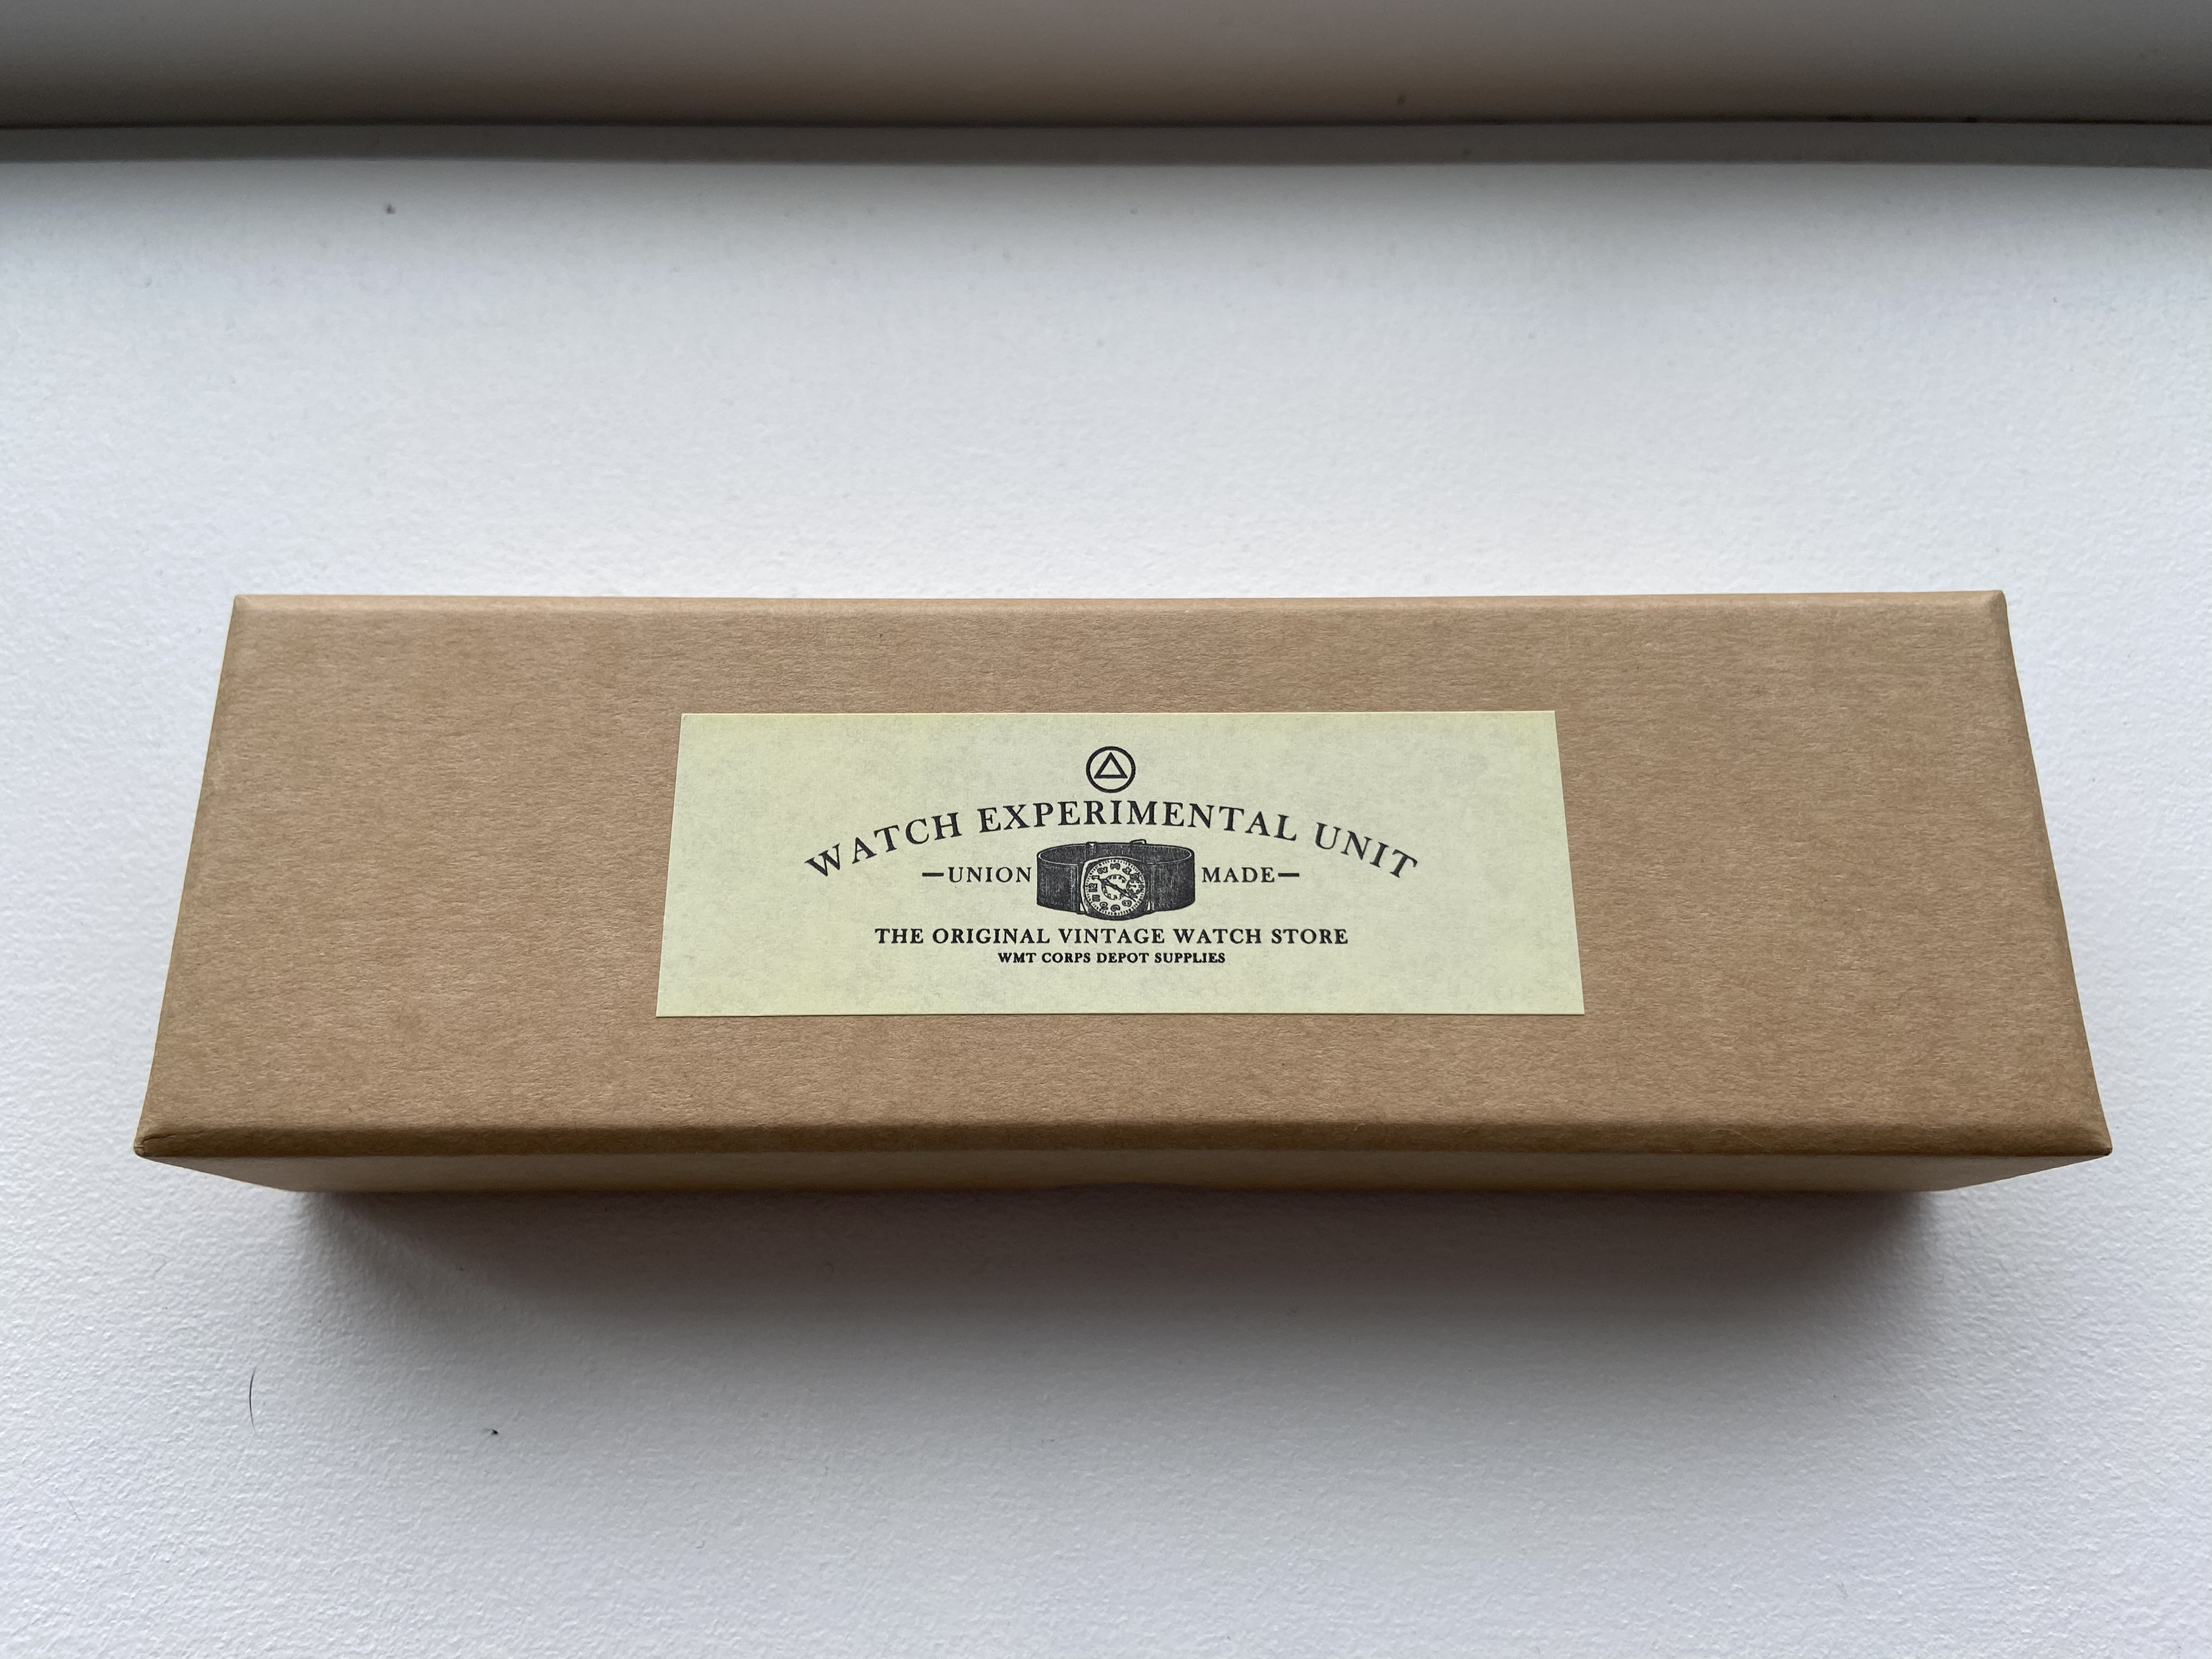 WATCH EXPERIMENTAL UNIT
—UNION MADE—
THE ORIGINAL VINTAGE WATCH STORE
WMT CORPS DEPOT SUPPLIES